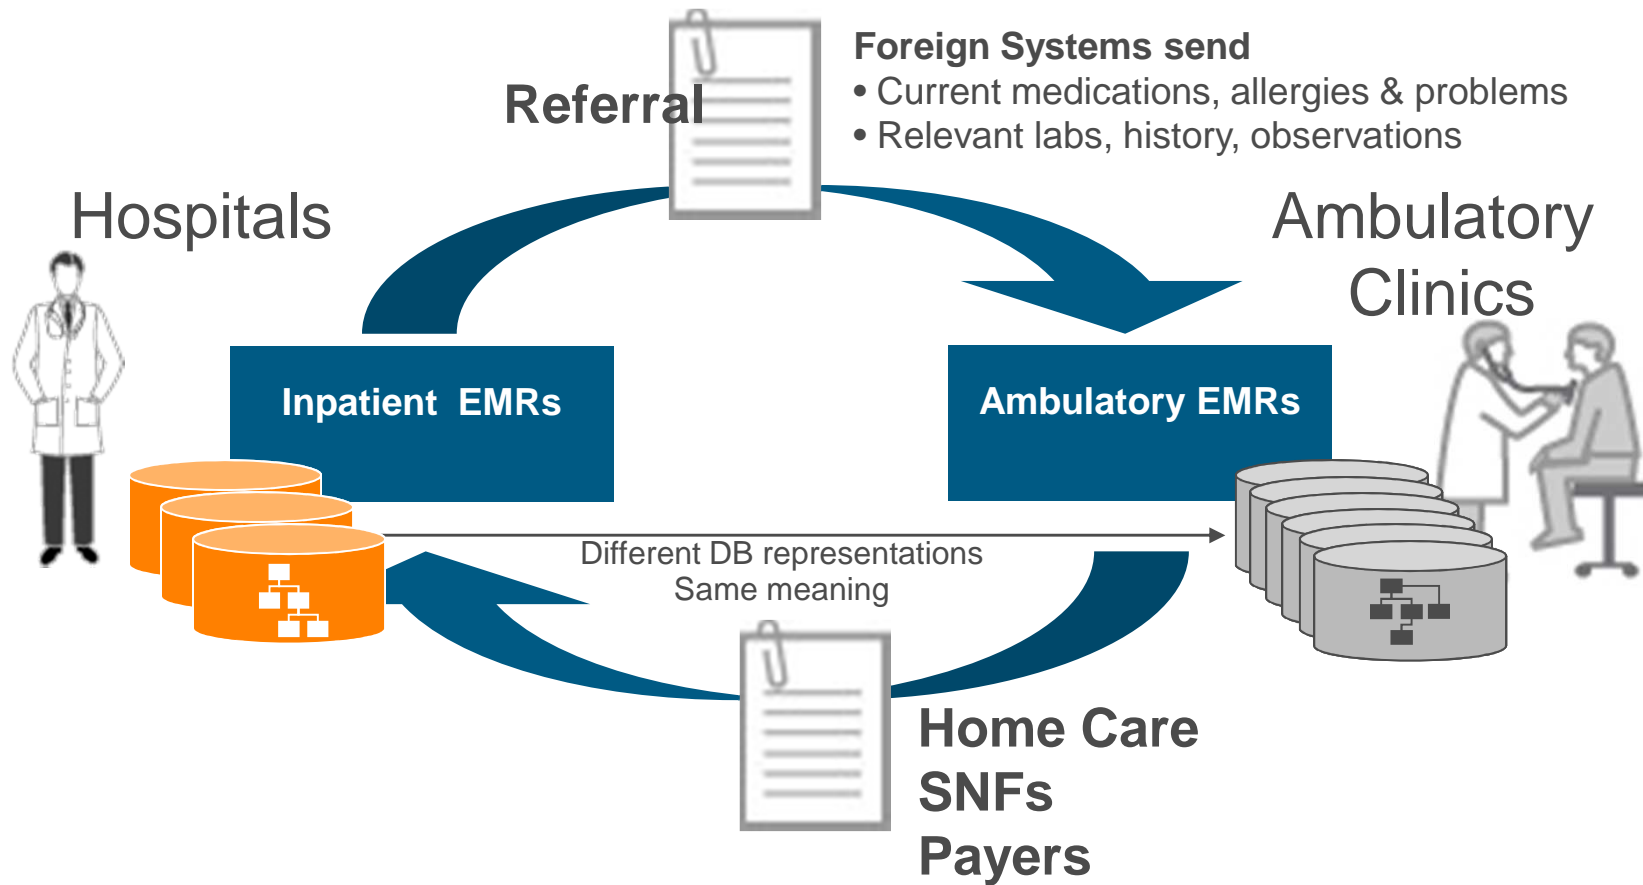 Foreign Systems send
• Current medications, allergies & problems
• Relevant labs, history, observations
Referral
Hospitals
Ambulatory
Clinics
Inpatient  EMRs
Ambulatory EMRs
Different DB representations
Same meaning
Home Care
SNFs
Payers